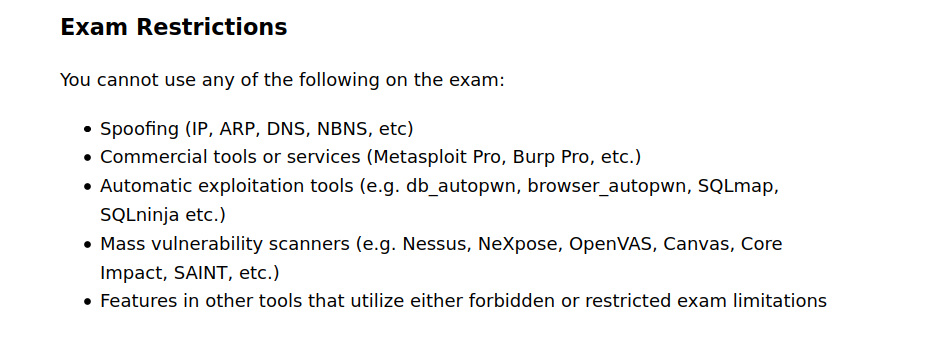 Exam Restrictions
You cannot use any of the following on the exam:
• Spoofing (IP, ARP, DNS, NBNS, etc)
• Commercial tools or services (Metasploit Pro, Burp Pro, etc.)
• Automatic exploitation tools (e.g. db_autopwn, browser_autopwn, SQLmap,
SQLninja etc.)
• Mass vulnerability scanners (e.g. Nessus, NeXpose, OpenVAS, Canvas, Core
Impact, SAINT, etc.)
• Features in other tools that utilize either forbidden or restricted exam limitations